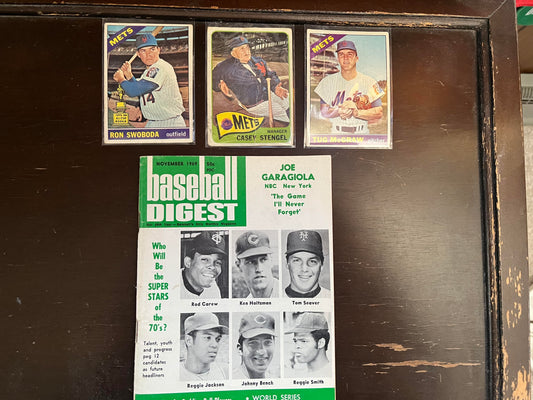 METS
14
RON SWOBODA outfield
METS
MANAGER
CASEY STENGEL
METS
Mets
TUG McGRAW
NOVEMBER 1969 50c
baseball
DIGEST
JOE
GARAGIOLA
NBC New York
'The Game
I'll Never
Forget'
Who
Will
Be the
SUPER
STARS
of the
70's?
Talent, youth
and progress
peg 12
candidates
as future
headliners
Rod Carew Ken Holtzman Tom Seaver
Reggie Jackson Johnny Bench Reggie Smith
• WORLD SERIES